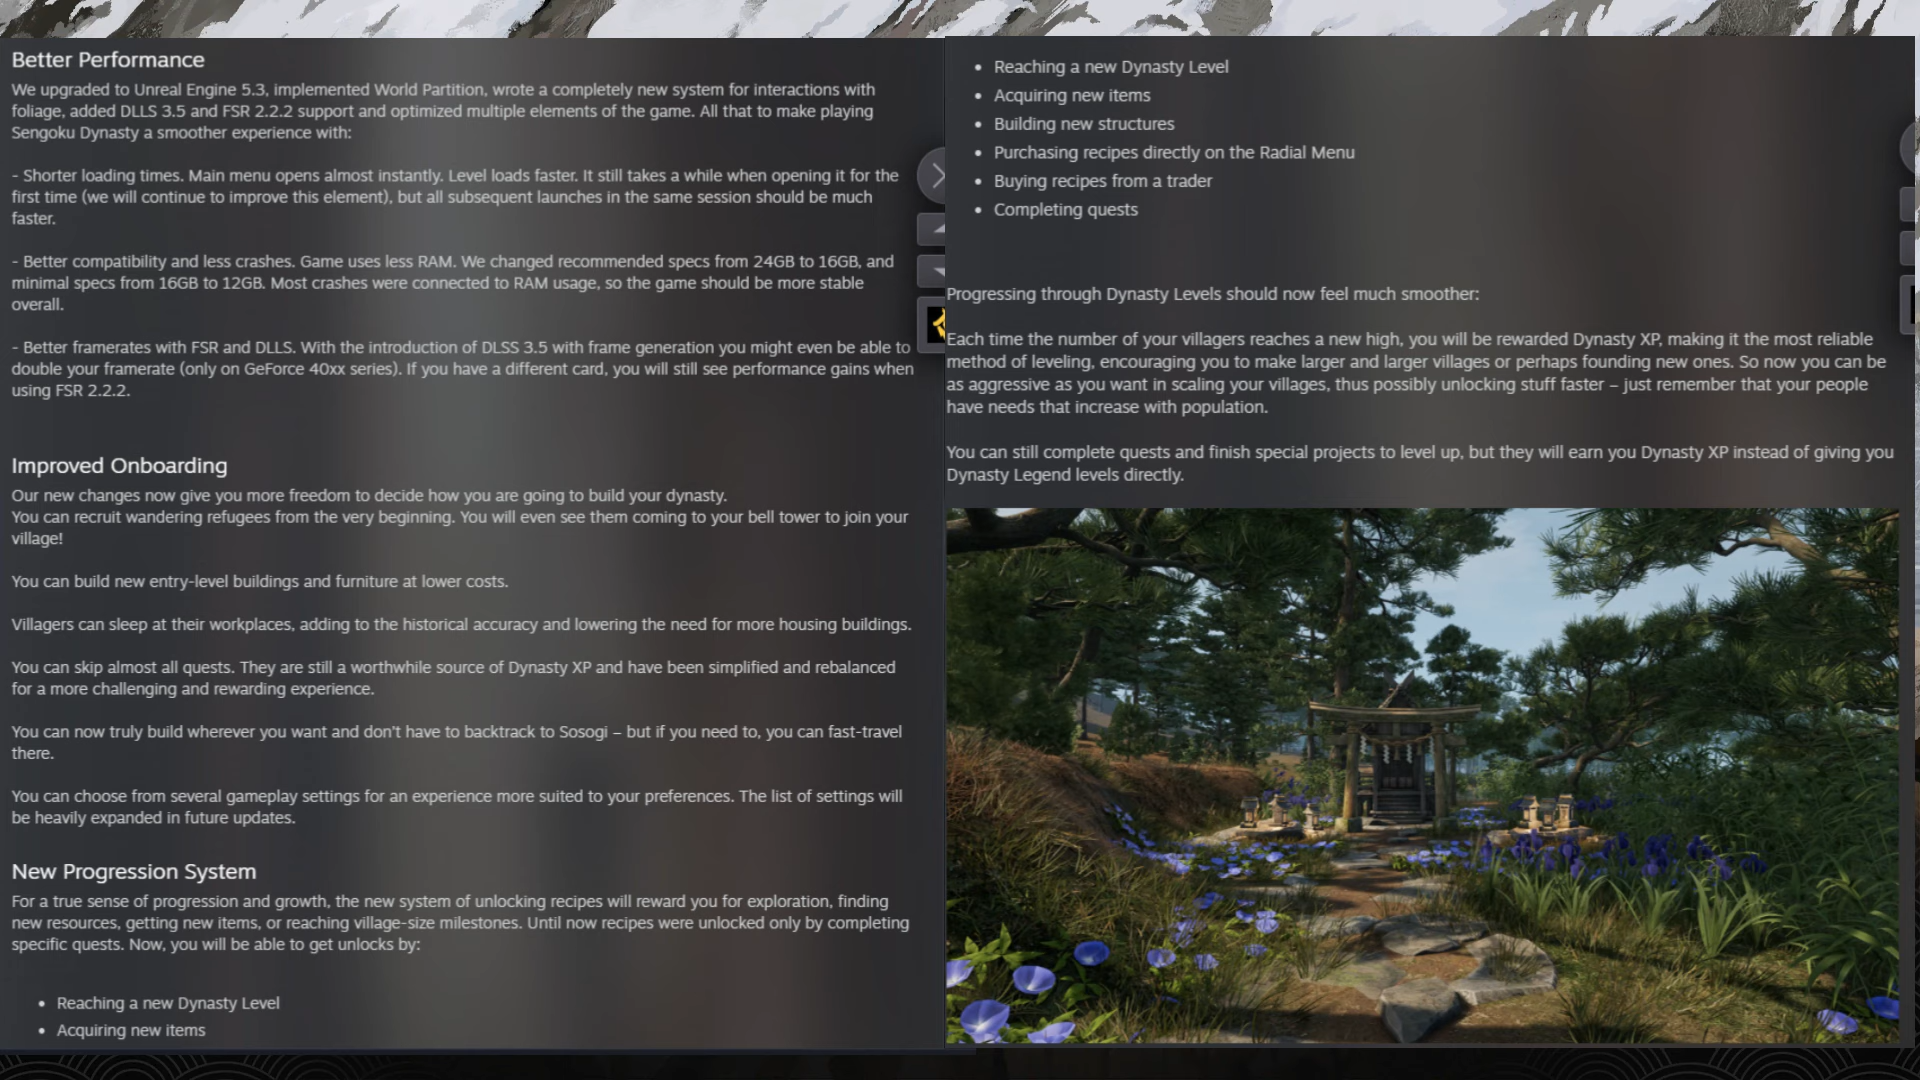 Better Performance
We upgraded to Unreal Engine 5.3, implemented World Partition, wrote a completely new system for interactions with
foliage, added DLLS 3.5 and FSR 2.2.2 support and optimized multiple elements of the game. All that to make playing
Sengoku Dynasty a smoother experience with:
- Shorter loading times. Main menu opens almost instantly. Level loads faster. It still takes a while when opening it for the
first time (we will continue to improve this element), but all subsequent launches in the same session should be much
faster.
- Better compatibility and less crashes. Game uses less RAM. We changed recommended specs from 24GB to 16GB, and
minimal specs from 16GB to 12GB. Most crashes were connected to RAM usage, so the game should be more stable
overall.
- Better framerates with FSR and DLLS. With the introduction of DLSS 3.5 with frame generation you might even be able to
double your framerate (only on GeForce 40xx series). If you have a different card, you will still see performance gains when
using FSR 2.2.2.
Improved Onboarding
Our new changes now give you more freedom to decide how you are going to build your dynasty.
You can recruit wandering refugees from the very beginning. You will even see them coming to your bell tower to join your
village!
You can build new entry-level buildings and furniture at lower costs.
Villagers can sleep at their workplaces, adding to the historical accuracy and lowering the need for more housing buildings.
You can skip almost all quests. They are still a worthwhile source of Dynasty XP and have been simplified and rebalanced
for a more challenging and rewarding experience.
You can now truly build wherever you want and don't have to backtrack to Sosogi – but if you need to, you can fast-travel
there.
You can choose from several gameplay settings for an experience more suited to your preferences. The list of settings will
be heavily expanded in future updates.
New Progression System
For a true sense of progression and growth, the new system of unlocking recipes will reward you for exploration, finding
new resources, getting new items, or reaching village-size milestones. Until now recipes were unlocked only by completing
specific quests. Now, you will be able to get unlocks by:
• Reaching a new Dynasty Level
• Acquiring new items
• Reaching a new Dynasty Level
• Acquiring new items
• Building new structures
• Purchasing recipes directly on the Radial Menu
• Buying recipes from a trader
• Completing quests
Progressing through Dynasty Levels should now feel much smoother:
Each time the number of your villagers reaches a new high, you will be rewarded Dynasty XP, making it the most reliable
method of leveling, encouraging you to make larger and larger villages or perhaps founding new ones. So now you can be
as aggressive as you want in scaling your villages, thus possibly unlocking stuff faster – just remember that your people
have needs that increase with population.
You can still complete quests and finish special projects to level up, but they will earn you Dynasty XP instead of giving you
Dynasty Legend levels directly.